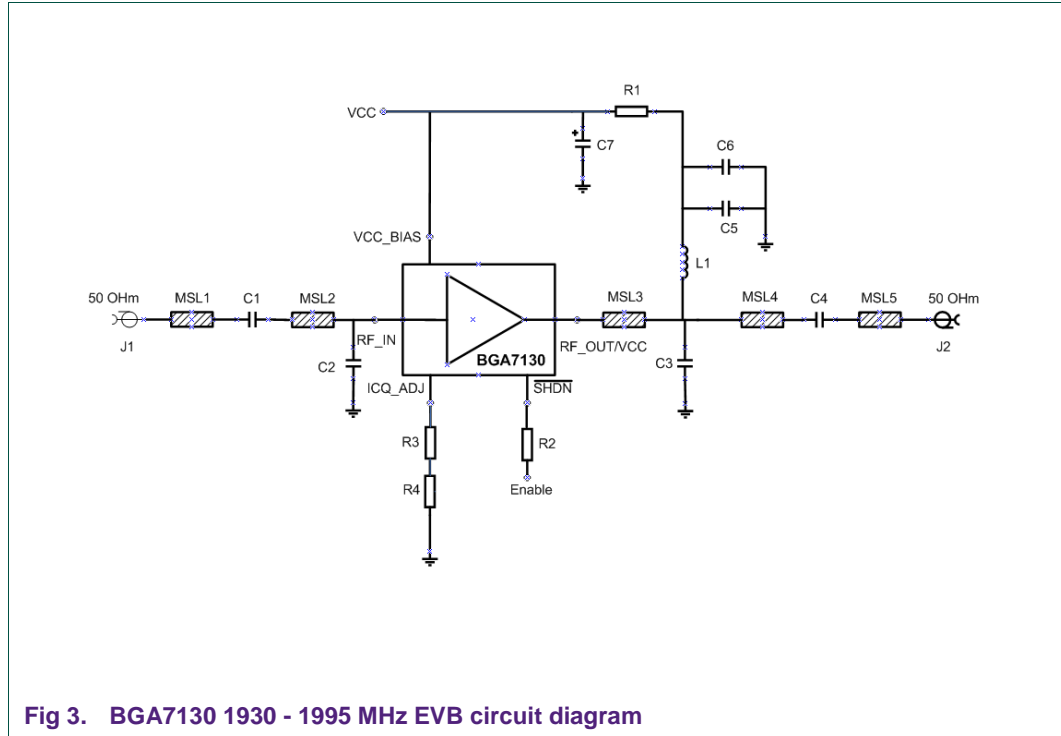 R1
VCC
C7
C6
C5
VCC_BIAS
L1
50 OHm
MSL1
C1
MSL2
MSL3
MSL4
C4
MSL5
50 OHm
J1
RF_IN
RF_OUT/VCC
J2
BGA7130
C2
C3
ICQ_ADJ
SHDN
R3
R2
R4
Enable
Fig 3. BGA7130 1930 - 1995 MHz EVB circuit diagram